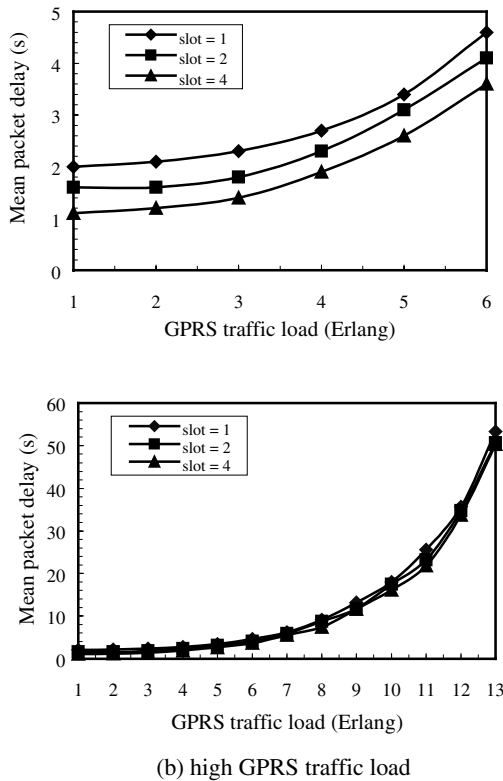 5
4
3
2
1
0
Mean packet delay (s)
slot = 1
slot = 2
slot = 4
1 2 3 4 5 6
GPRS traffic load (Erlang)
60
50
40
30
20
10
0
Mean packet delay (s)
slot = 1
slot = 2
slot = 4
1 2 3 4 5 6 7 8 9 10 11 12 13
GPRS traffic load (Erlang)
(b) high GPRS traffic load